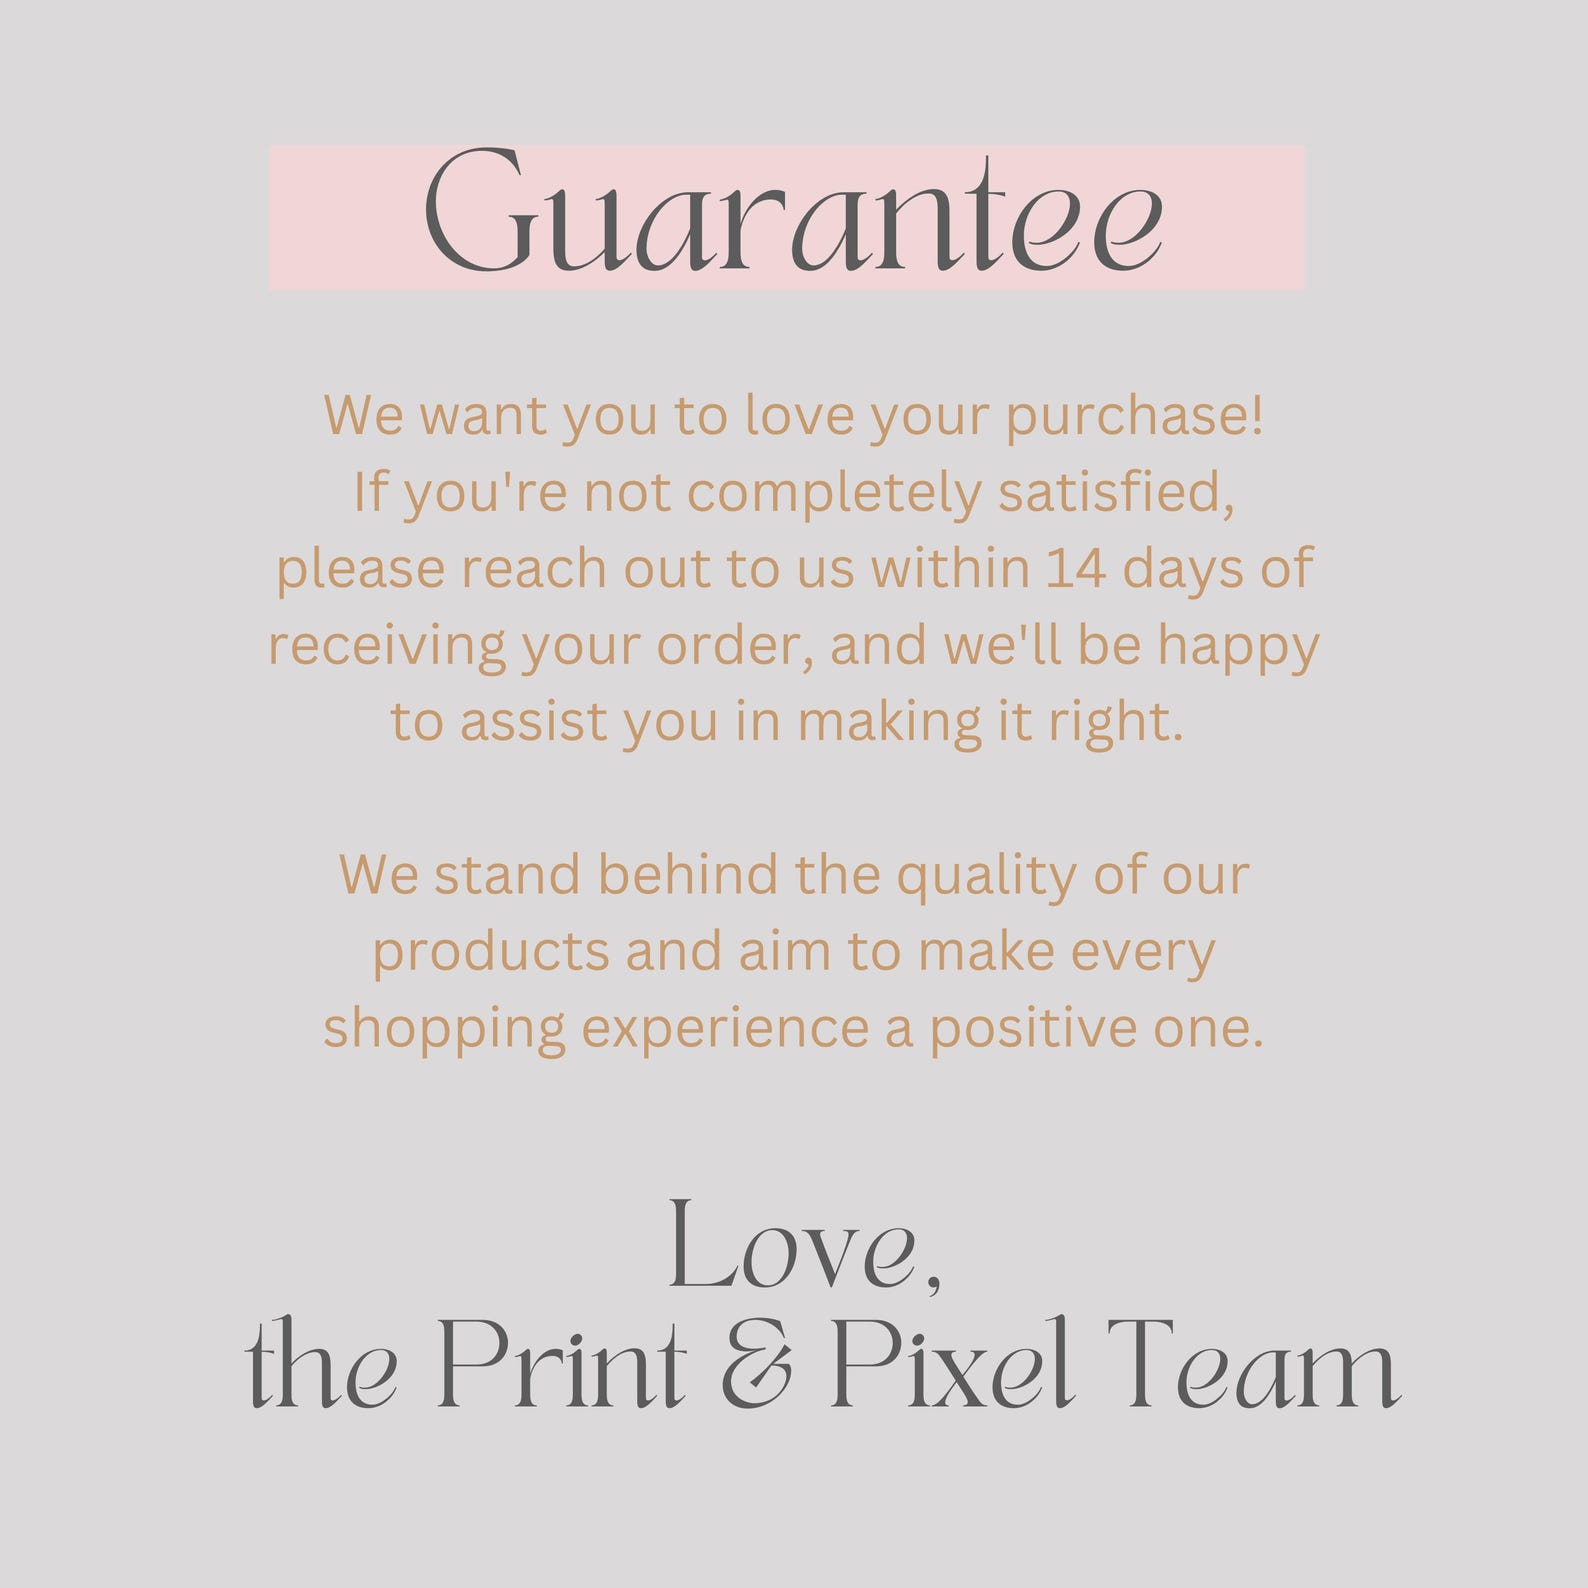 Guarantee
We want you to love your purchase!
If you're not completely satisfied,
please reach out to us within 14 days of
receiving your order, and we'll be happy
to assist you in making it right.
We stand behind the quality of our
products and aim to make every
shopping experience a positive one.
Love,
the Print & Pixel Team